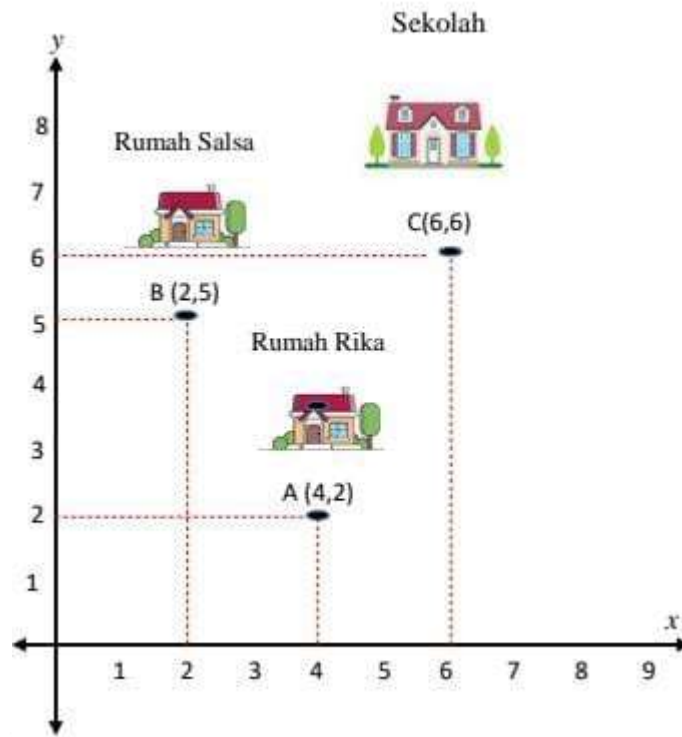 Sekolah
y
8
Rumah Salsa
7
C(6,6)
6
B (2,5)
5
Rumah Rika
4
3
A (4,2)
2
1
x
1 2 3 4 5 6 7 8 9